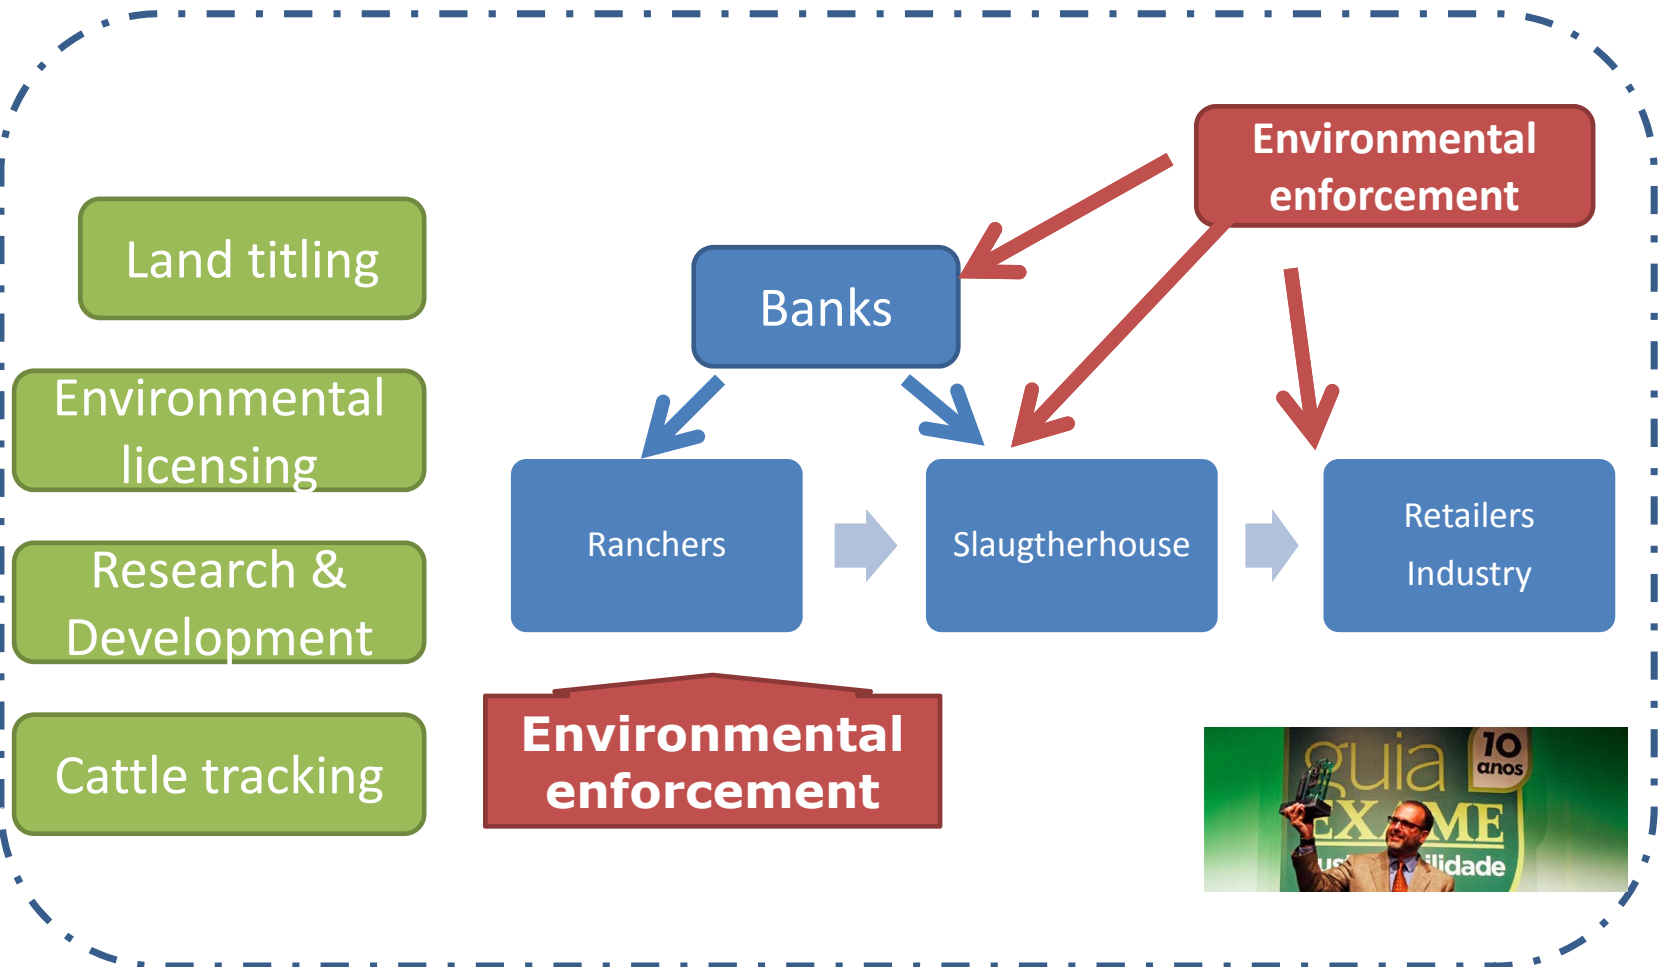 Environmental
enforcement
Land titling
Banks
Environmental
licensing
Research &
Development
Cattle tracking
Ranchers
Slaugtherhouse
Retailers
Industry
Environmental
enforcement
guia
10
anos
EXAME
ilidade